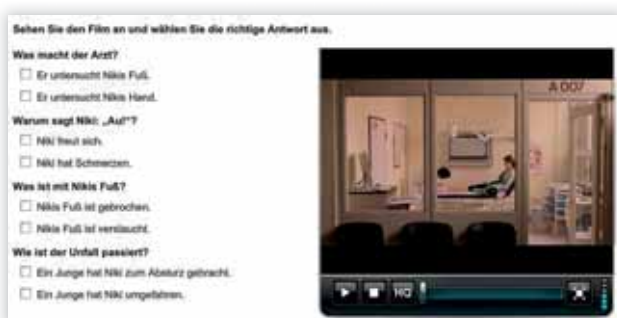 Sehen Sie den Film an und wählen Sie die richtige Antwort aus.
Was macht der Arzt?
Er untersucht Nikis Fuß.
Er untersucht Nikis Hand.
Warum sagt Niki: „Au!“?
Niki freut sich.
Niki hat Schmerzen.
Was ist mit Nikis Fuß?
Nikis Fuß ist gebrochen.
Nikis Fuß ist verstaucht.
Wie ist der Unfall passiert?
Ein Junge hat Niki zum Absturz gebracht.
Ein Junge hat Niki umgefahren.
A 007
HQ